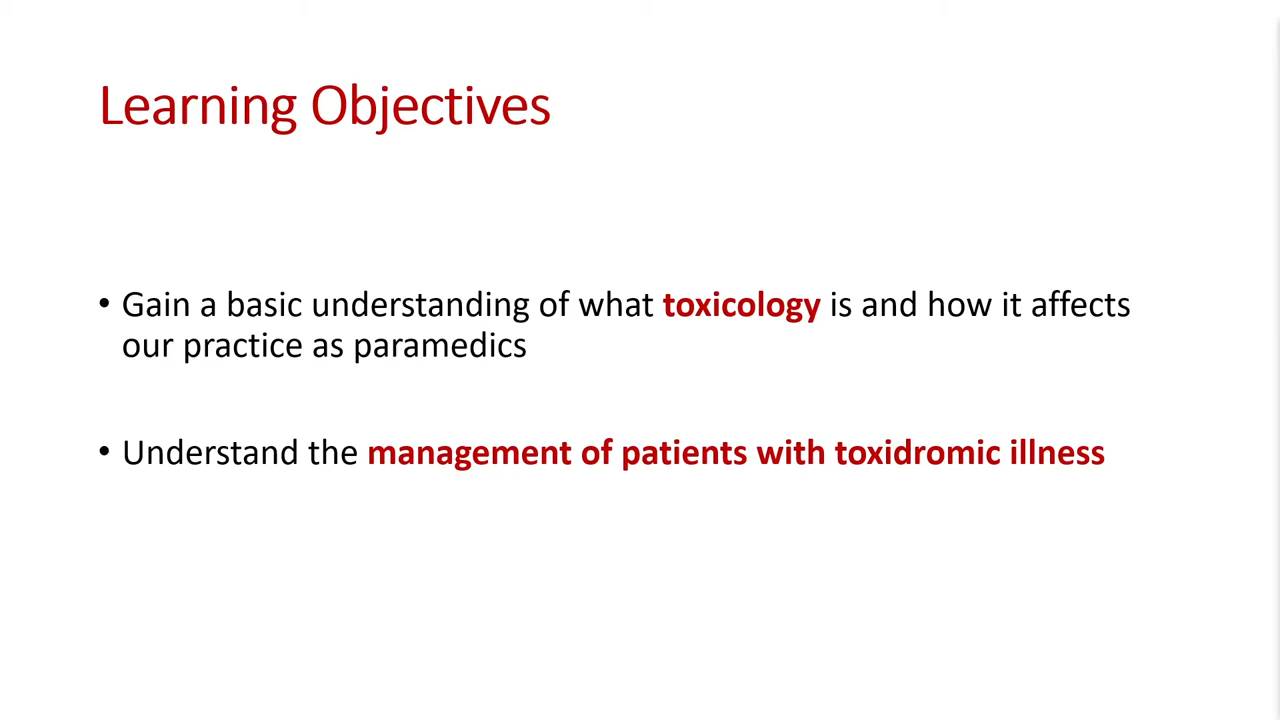 Learning Objectives
• Gain a basic understanding of what toxicology is and how it affects
our practice as paramedics
• Understand the management of patients with toxidromic illness